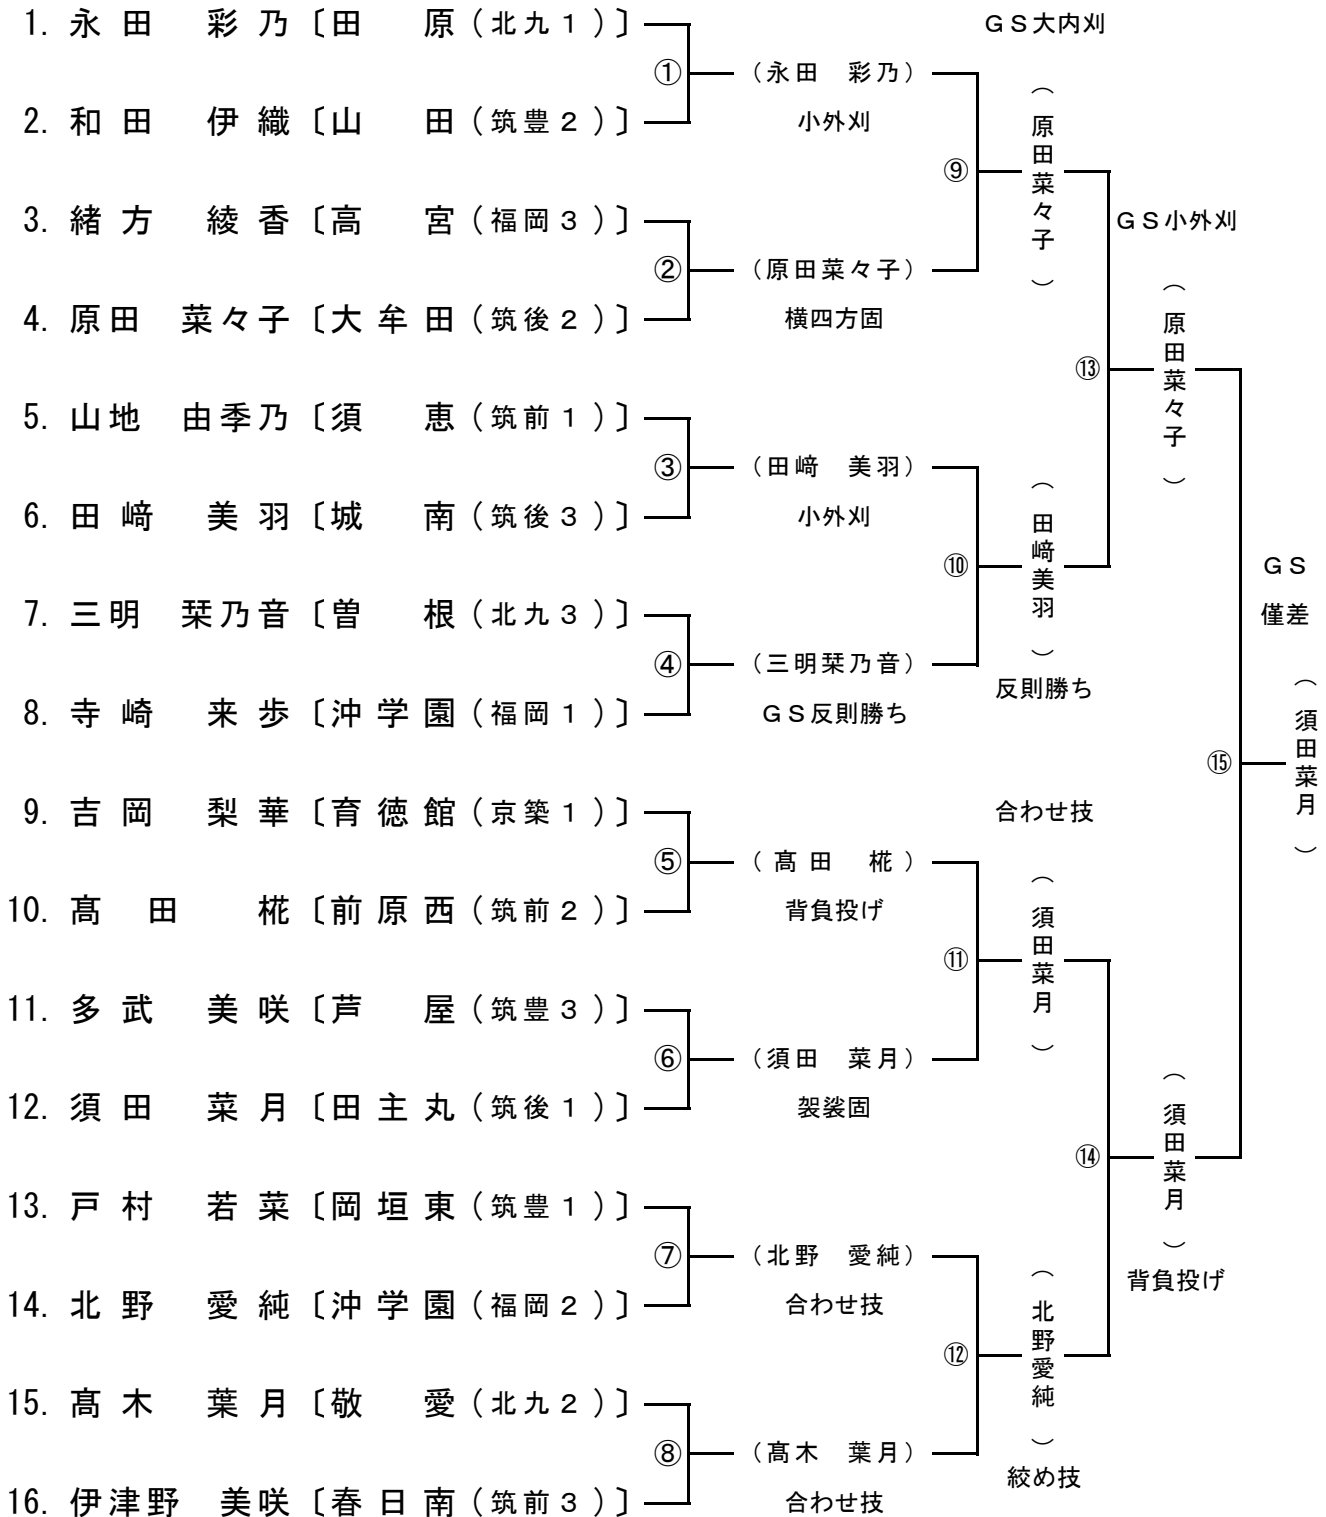 1. 永田 彩乃〔田 原（北九１）〕
2. 和田 伊織〔山 田（筑豊２）〕
3. 緒方 綾香〔高 宮（福岡３）〕
4. 原田 菜々子〔大牟田（筑後２）〕
5. 山地 由季乃〔須 恵（筑前１）〕
6. 田﨑 美羽〔城 南（筑後３）〕
7. 三明 栞乃音〔曽 根（北九３）〕
8. 寺崎 来歩〔沖学園（福岡１）〕
9. 吉岡 梨華〔育徳館（京築１）〕
10. 髙田 椛〔前原西（筑前２）〕
11. 多武 美咲〔芦 屋（筑豊３）〕
12. 須田 菜月〔田主丸（筑後１）〕
13. 戸村 若菜〔岡垣東（筑豊１）〕
14. 北野 愛純〔沖学園（福岡２）〕
15. 髙木 葉月〔敬 愛（北九２）〕
16. 伊津野 美咲〔春日南（筑前３）〕
①
（永田 彩乃）
小外刈
②
（原田菜々子）
横四方固
③
（田﨑 美羽）
小外刈
④
（三明栞乃音）
ＧＳ反則勝ち
⑤
（髙田 椛）
背負投げ
⑥
（須田 菜月）
袈裟固
⑦
（北野 愛純）
合わせ技
⑧
（髙木 葉月）
合わせ技
ＧＳ大内刈
⑨
（原田菜々子）
⑩
（田﨑美羽）
反則勝ち
合わせ技
⑪
（須田菜月）
⑫
（北野愛純）
絞め技
ＧＳ小外刈
⑬
（原田菜々子）
⑭
（須田菜月）
背負投げ
ＧＳ
僅差
⑮
（須田菜月）